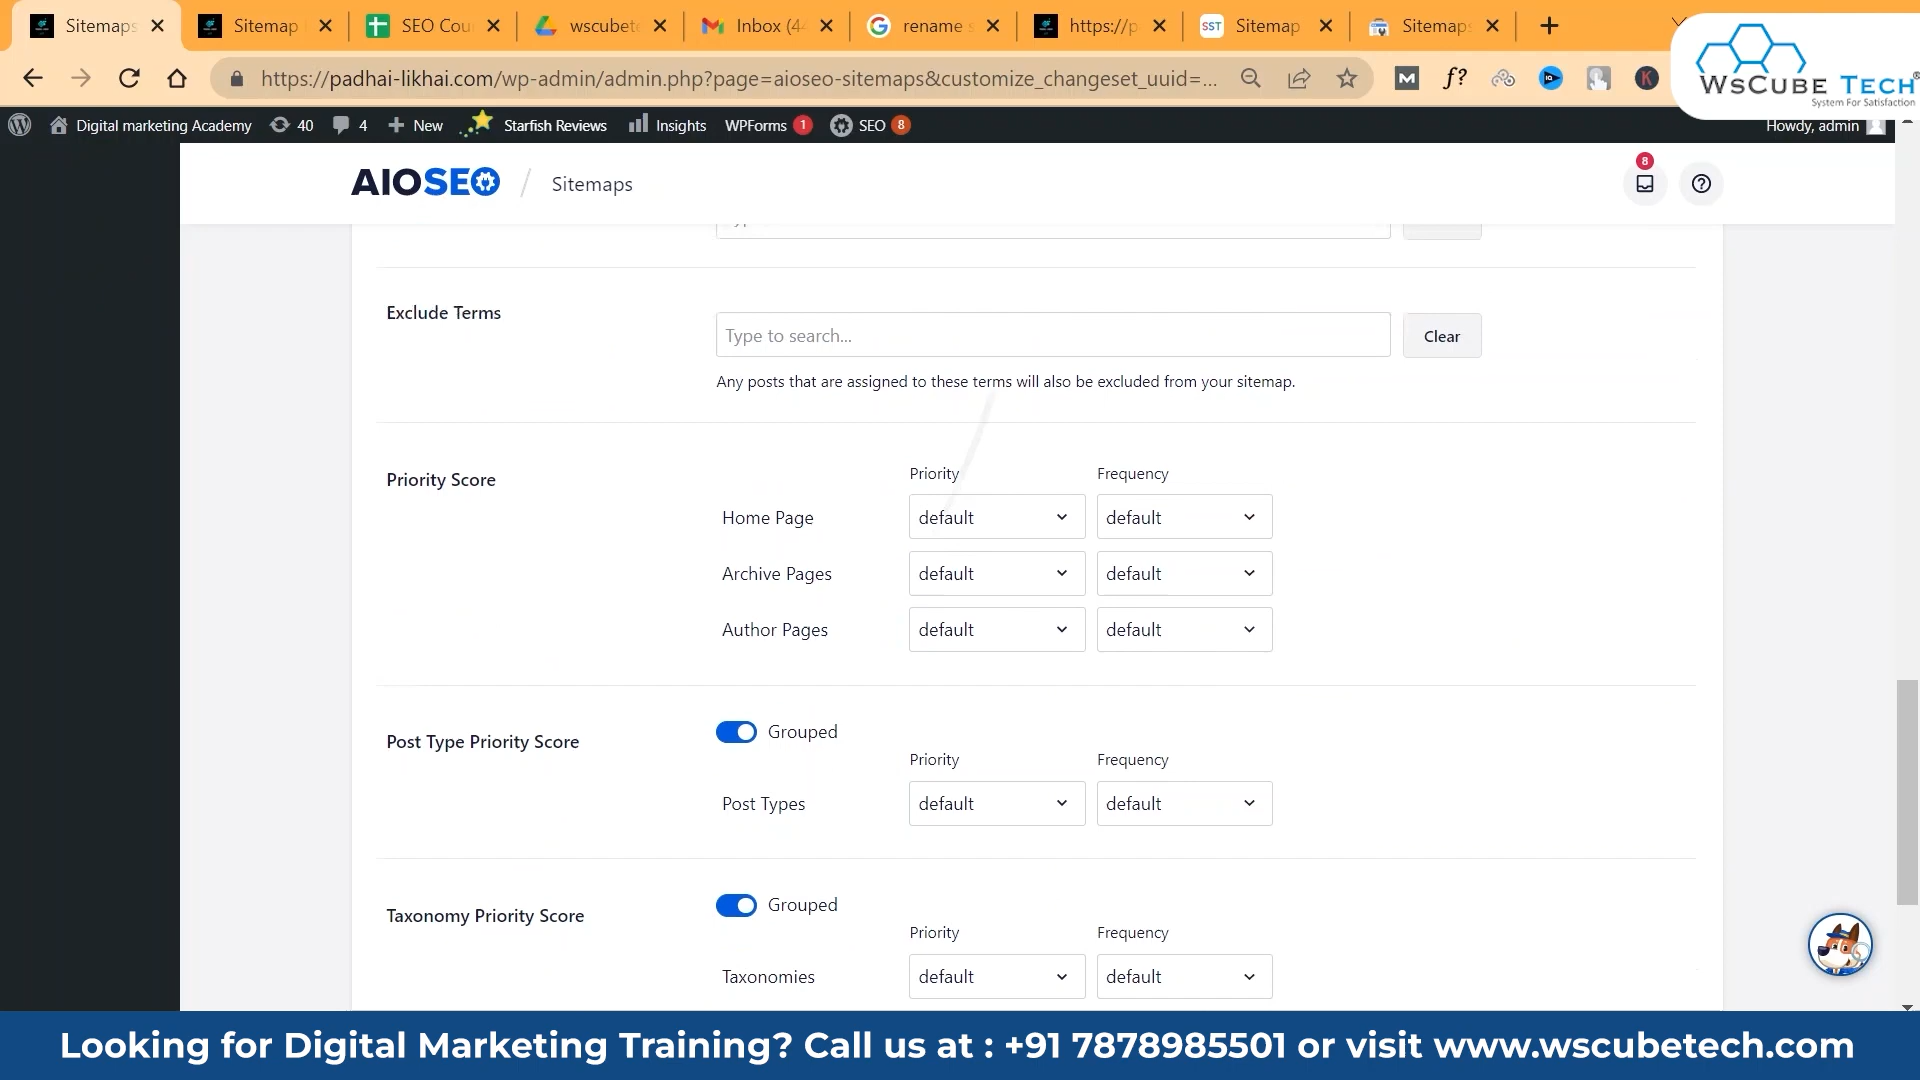 Sitemaps
Sitemap
SEO Cou
wscubete
Inbox (44
rename s
https://p
SST
Sitemap
Sitemaps
https://padhai-likhai.com/wp-admin/admin.php?page=aioseo-sitemaps&customize_changeset_uuid=...
M
f?
K
WsCube Tech®
System For Satisfaction
Digital marketing Academy
40
4
New
Starfish Reviews
Insights
WPForms 1
SEO 8
Howdy, admin
AIOSEO / Sitemaps
8
Exclude Terms
Type to search...
Clear
Any posts that are assigned to these terms will also be excluded from your sitemap.
Priority Score
Priority
Frequency
Home Page
default
default
Archive Pages
default
default
Author Pages
default
default
Post Type Priority Score
Grouped
Priority
Frequency
Post Types
default
default
Taxonomy Priority Score
Grouped
Priority
Frequency
Taxonomies
default
default
Looking for Digital Marketing Training? Call us at : +91 7878985501 or visit www.wscubetech.com